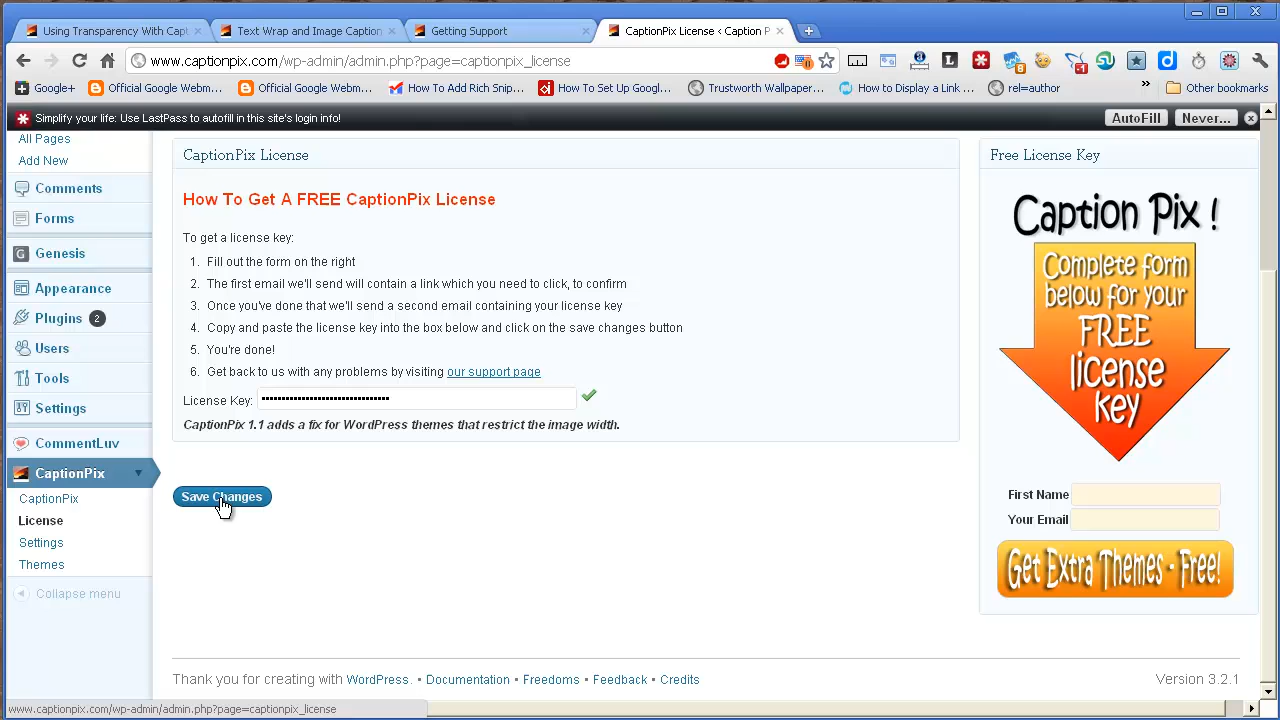 Using Transparency With Capt
Text Wrap and Image Caption
Getting Support
CaptionPix License ‹ Caption P
www.captionpix.com/wp-admin/admin.php?page=captionpix_license
8
-1
Google+
Official Google Webm...
Official Google Webm...
How To Add Rich Snip...
How To Set Up Googl...
Trustworth Wallpaper...
How to Display a Link ...
rel=author
»
Other bookmarks
Simplify your life: Use LastPass to autofill in this site's login info!
AutoFill
Never...
All Pages
Add New
Comments
Forms
Genesis
Appearance
Plugins 2
Users
Tools
Settings
CommentLuv
CaptionPix
CaptionPix
License
Settings
Themes
Collapse menu
CaptionPix License
How To Get A FREE CaptionPix License
To get a license key:
1. Fill out the form on the right
2. The first email we'll send will contain a link which you need to click, to confirm
3. Once you've done that we'll send a second email containing your license key
4. Copy and paste the license key into the box below and click on the save changes button
5. You're done!
6. Get back to us with any problems by visiting our support page
License Key:
CaptionPix 1.1 adds a fix for WordPress themes that restrict the image width.
Save Changes
Free License Key
Caption Pix !
Complete form
below for your
FREE
license
key
First Name
Your Email
Get Extra Themes - Free!
Thank you for creating with WordPress. • Documentation • Freedoms • Feedback • Credits
Version 3.2.1
www.captionpix.com/wp-admin/admin.php?page=captionpix_license